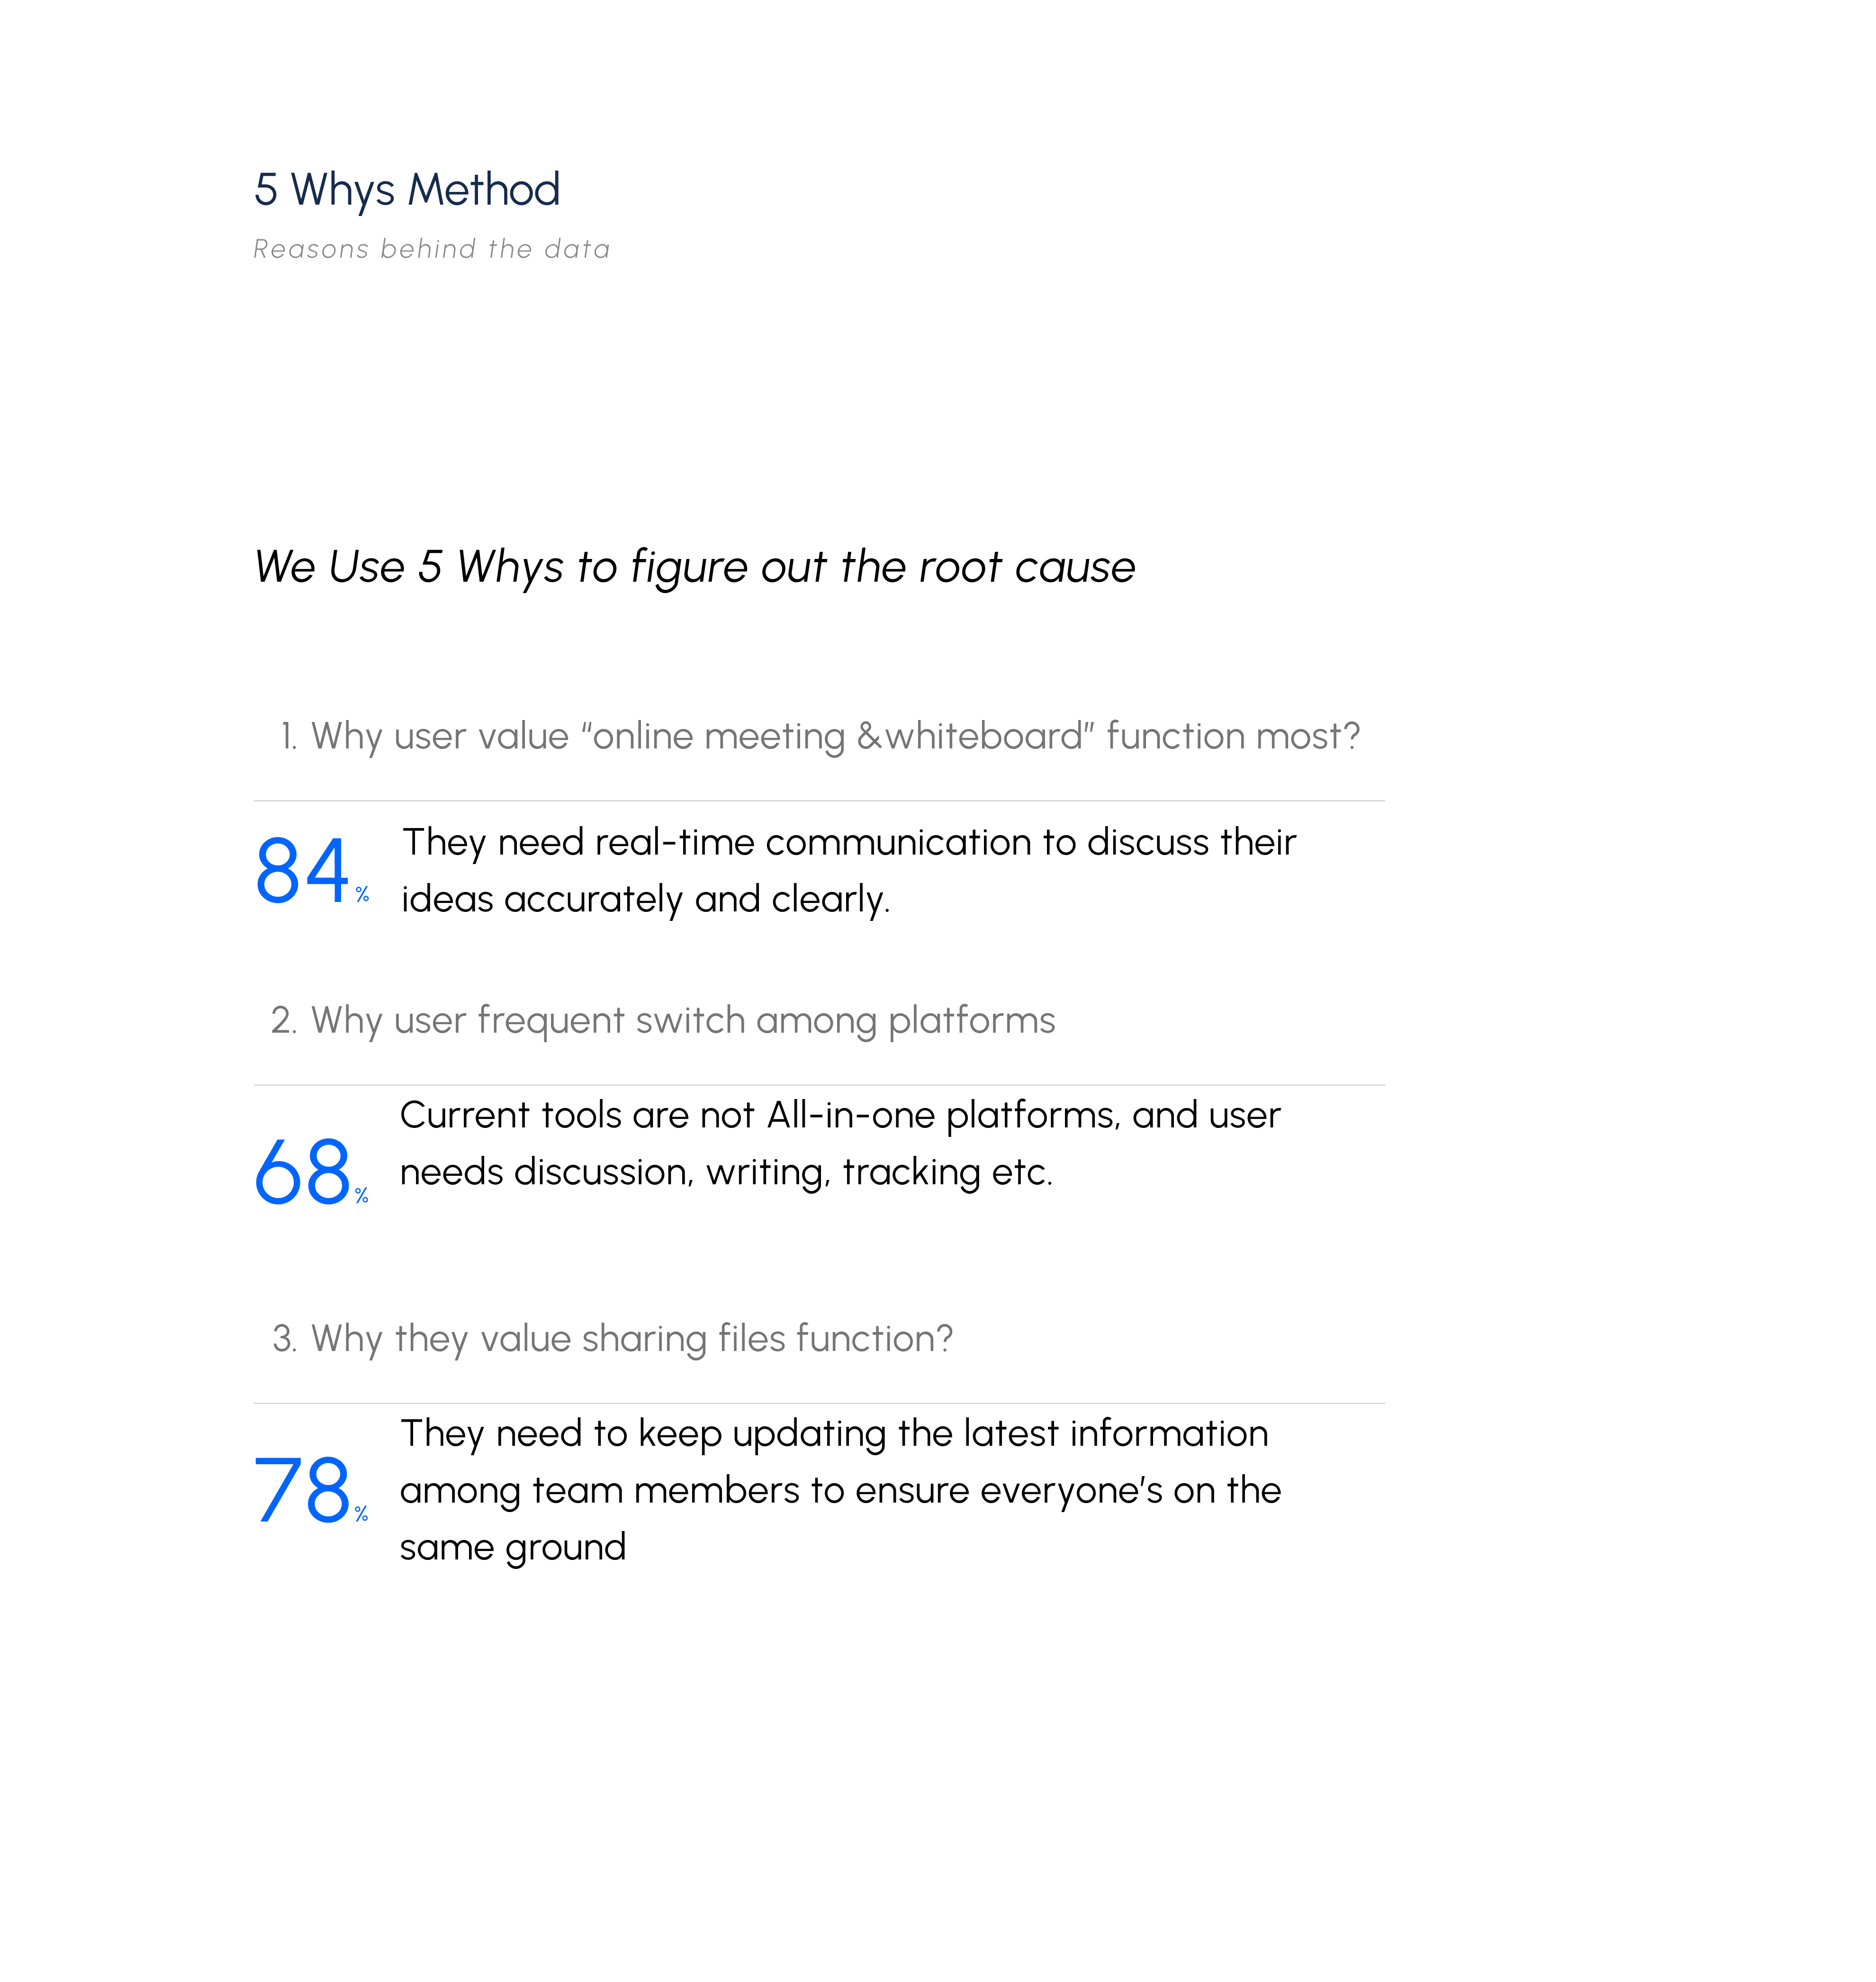 5 Whys Method
Reasons behind the data
We Use 5 Whys to figure out the root cause
1. Why user value “online meeting &whiteboard” function most?
84%
They need real-time communication to discuss their
ideas accurately and clearly.
2. Why user frequent switch among platforms
68%
Current tools are not All-in-one platforms, and user
needs discussion, writing, tracking etc.
3. Why they value sharing files function?
78%
They need to keep updating the latest information
among team members to ensure everyone's on the
same ground